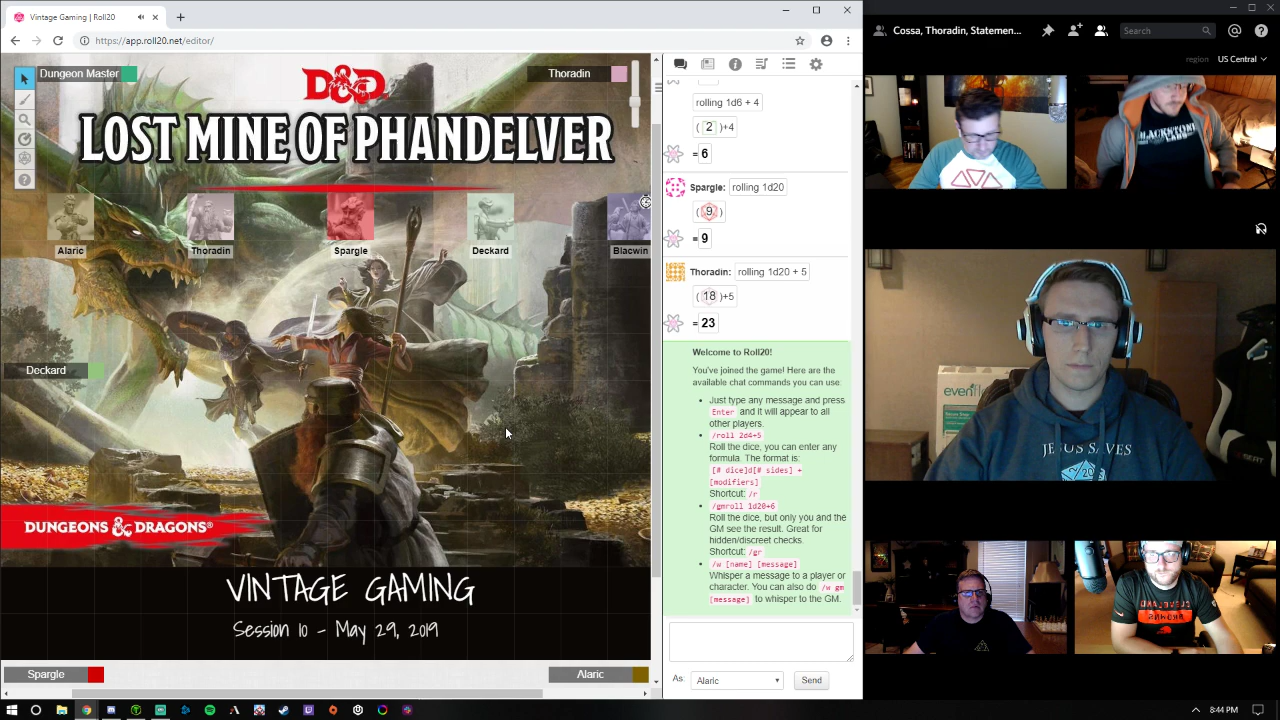 Vintage Gaming | Roll20
https://app.roll20.net/editor/
Dungeon Master
Thoradin
D&D
LOST MINE OF PHANDELVER
Alaric
Thoradin
Spargle
Deckard
Blacwin
Deckard
DUNGEONS & DRAGONS®
VINTAGE GAMING
Session 10 - May 29, 2019
Spargle
Alaric
rolling 1d6 + 4
(2)+4
= 6
Spargle: rolling 1d20
(9)
= 9
Thoradin: rolling 1d20 + 5
(18)+5
= 23
Welcome to Roll20!
You've joined the game! Here are the
available chat commands you can use:
• Just type any message and press
Enter and it will appear to all
other players.
• /roll 2d4+5
Roll the dice, you can enter any
formula. The format is:
[# dice]d[# sides] +
[modifiers]
Shortcut: /r
• /gmroll 1d20+6
Roll the dice, but only you and the
GM see the result. Great for
hidden/discreet checks.
Shortcut: /gr
• /w [name] [message]
Whisper a message to a player or
character. You can also do /w gm
[message] to whisper to the GM.
As: Alaric
Send
Cossa, Thoradin, Statemen...
Search
region US Central
BLACKSTONE
LABS
evenflo
JESUS SAVES
20
CLEVELAND
BROWNS
8:44 PM